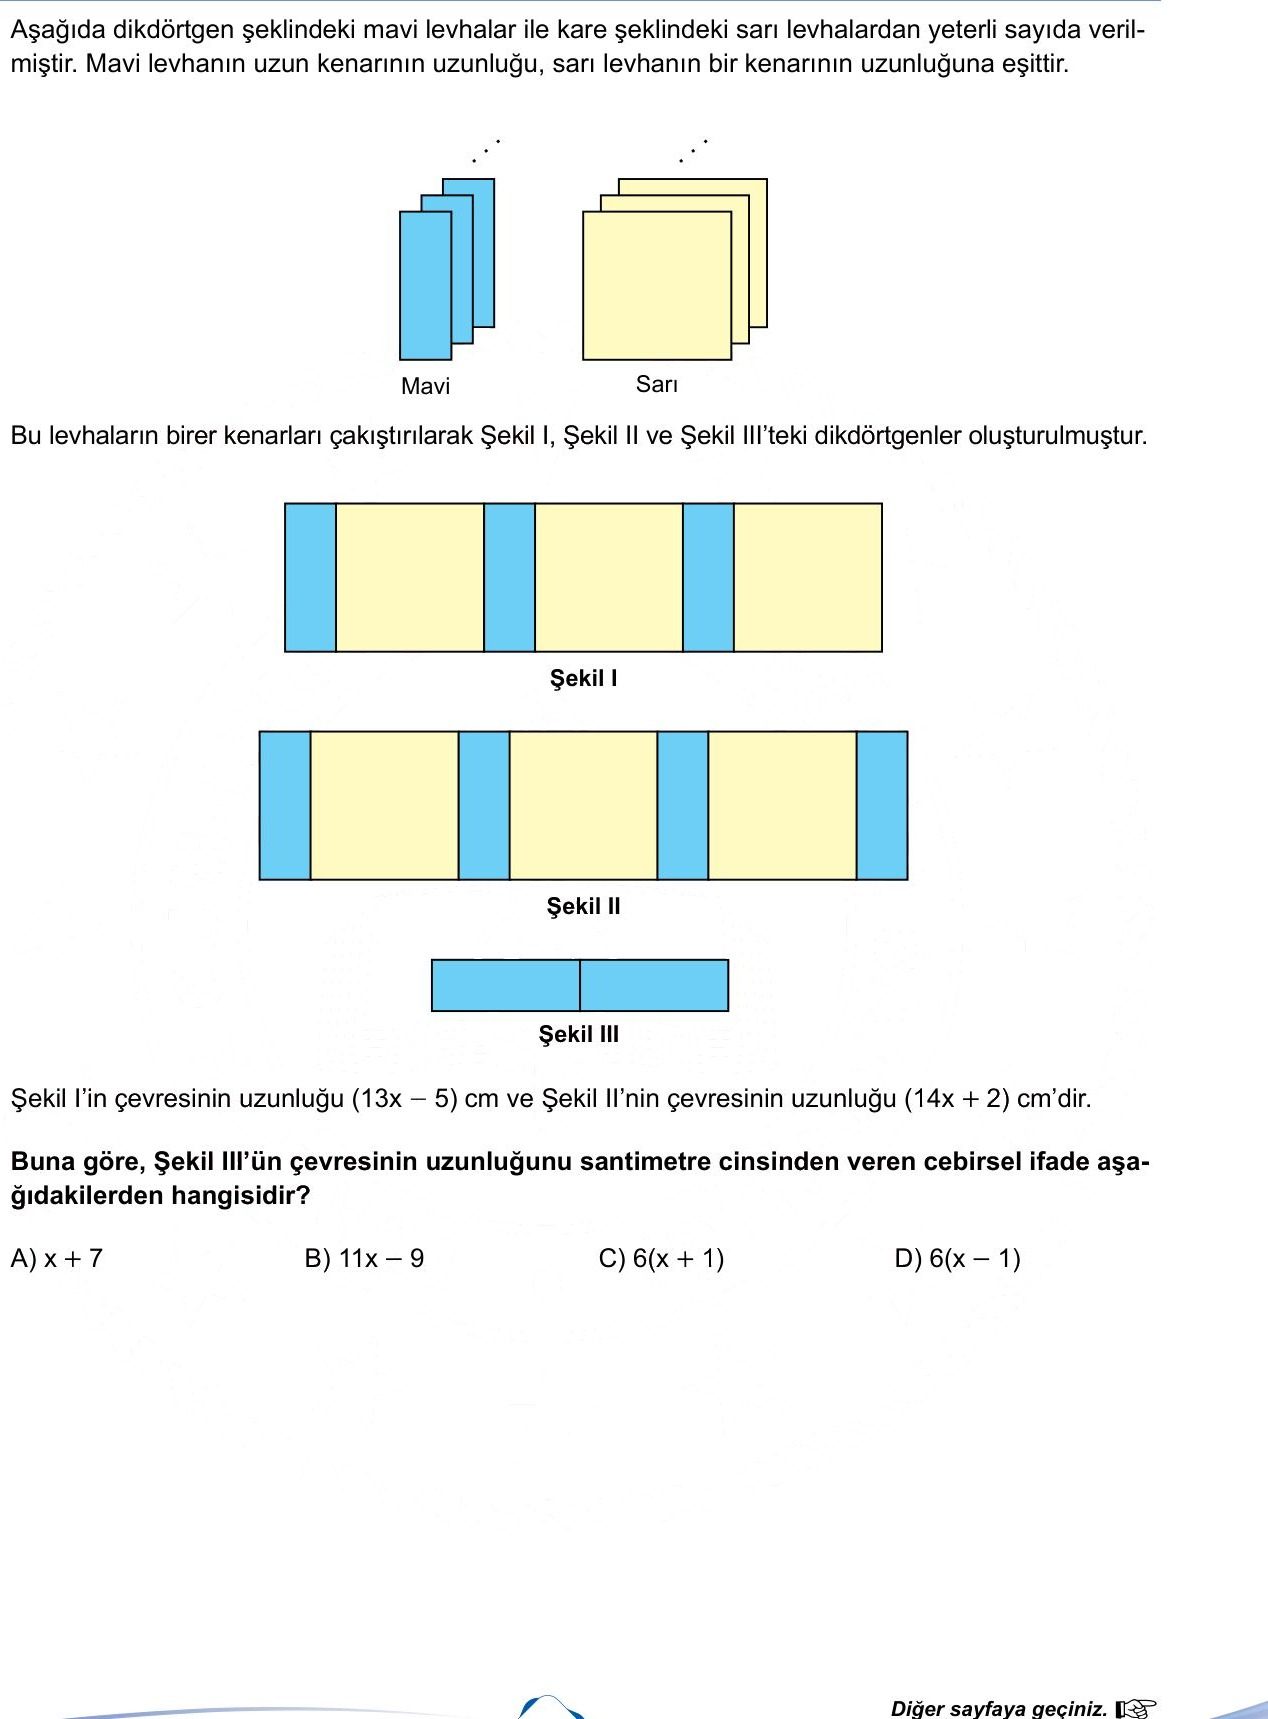 Aşağıda dikdörtgen şeklindeki mavi levhalar ile kare şeklindeki sarı levhalardan yeterli sayıda veril-
miştir. Mavi levhanın uzun kenarının uzunluğu, sarı levhanın bir kenarının uzunluğuna eşittir.
Mavi
Sarı
Bu levhaların birer kenarları çakıştırılarak Şekil I, Şekil II ve Şekil III’teki dikdörtgenler oluşturulmuştur.
Şekil I
Şekil II
Şekil III
Şekil I’in çevresinin uzunluğu (13x − 5) cm ve Şekil II’nin çevresinin uzunluğu (14x + 2) cm’dir.
Buna göre, Şekil III’ün çevresinin uzunluğunu santimetre cinsinden veren cebirsel ifade aşa-
ğıdakilerden hangisidir?
A) x + 7 B) 11x − 9 C) 6(x + 1) D) 6(x − 1)
Diğer sayfaya geçiniz.